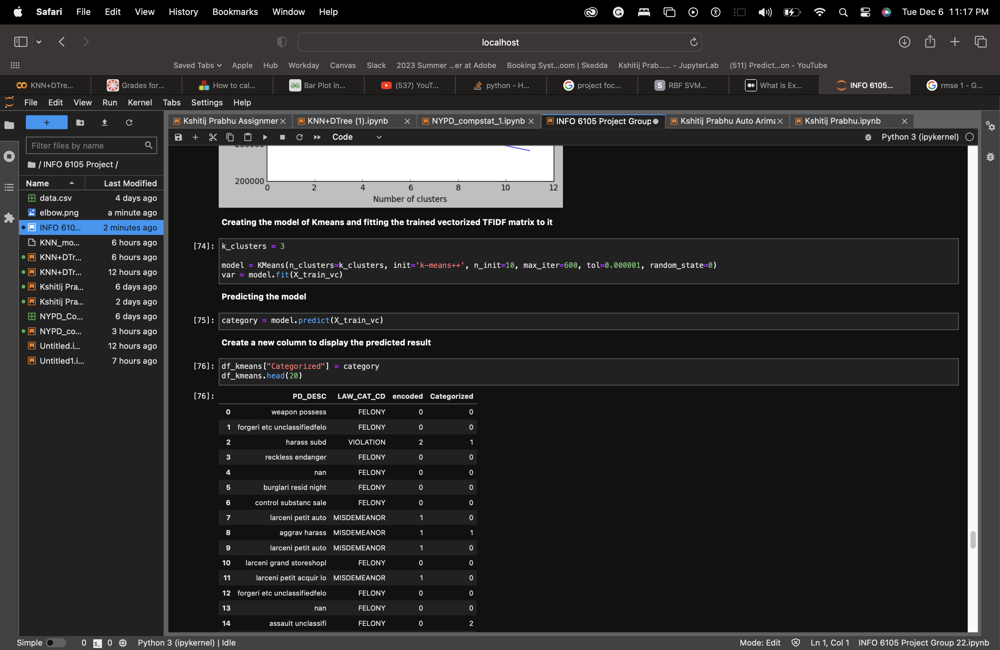 Safari File Edit View History Bookmarks Window Help Tue Dec 6 11:17 PM
localhost
Saved Tabs Apple Hub Workday Canvas Slack 2023 Summer ...er at Adobe Booking Syst...oom | Skedda Kshitij Prab...... - JupyterLab (511) Predict...on - YouTube
KNN+DTre... Grades for... How to cal... Bar Plot in... (537) YouT... python - H... project foc... RBF SVM... What is Ex... INFO 6105... rmse 1 - G...
File Edit View Run Kernel Tabs Settings Help
Kshitij Prabhu Assignmer KNN+DTree (1).ipynb NYPD_compstat_1.ipynb INFO 6105 Project Group Kshitij Prabhu Auto Arima Kshitij Prabhu.ipynb
Code Python 3 (ipykernel)
Filter files by name
/ INFO 6105 Project /
Name Last Modified
data.csv 4 days ago
elbow.png a minute ago
INFO 610... 2 minutes ago
KNN_mo... 6 hours ago
KNN+DTr... 6 hours ago
KNN+DTr... 12 hours ago
Kshitij Pra... 6 days ago
Kshitij Pra... 2 days ago
NYPD_Co... 6 days ago
NYPD_co... 3 hours ago
Untitled.i... 12 hours ago
Untitled1.i... 7 hours ago
200000
0 2 4 6 8 10 12
Number of clusters
Creating the model of Kmeans and fitting the trained vectorized TFIDF matrix to it
[74]: k_clusters = 3
model = KMeans(n_clusters=k_clusters, init='k-means++', n_init=10, max_iter=600, tol=0.000001, random_state=0)
var = model.fit(X_train_vc)
Predicting the model
[75]: category = model.predict(X_train_vc)
Create a new column to display the predicted result
[76]: df_kmeans["Categorized"] = category
df_kmeans.head(20)
[76]: PD_DESC LAW_CAT_CD encoded Categorized
0 weapon possess FELONY 0 0
1 forgeri etc unclassifiedfelo FELONY 0 0
2 harass subd VIOLATION 2 1
3 reckless endanger FELONY 0 0
4 nan FELONY 0 0
5 burglari resid night FELONY 0 0
6 control substanc sale FELONY 0 0
7 larceni petit auto MISDEMEANOR 1 0
8 aggrav harass MISDEMEANOR 1 1
9 larceni petit auto MISDEMEANOR 1 0
10 larceni grand storeshopl FELONY 0 0
11 larceni petit acquir lo MISDEMEANOR 1 0
12 forgeri etc unclassifiedfelo FELONY 0 0
13 nan FELONY 0 0
14 assault unclassifi FELONY 0 2
Simple 0 $_ 0 Python 3 (ipykernel) | Idle Mode: Edit Ln 1, Col 1 INFO 6105 Project Group 22.ipynb